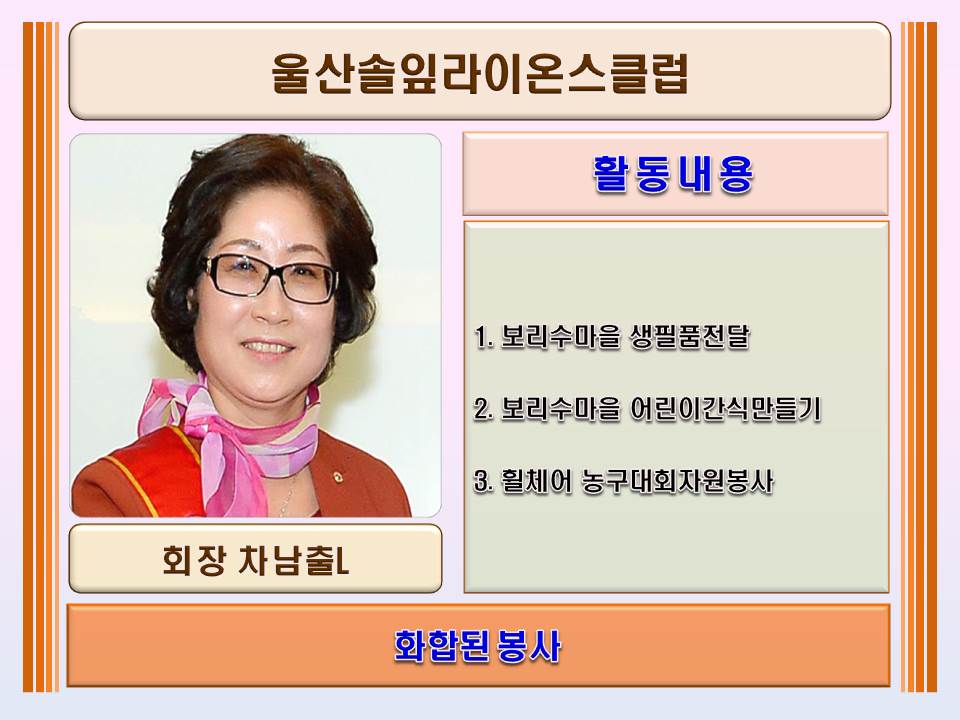 울산솔잎라이온스클럽
활동내용
1. 보리수마을 생필품전달
2. 보리수마을 어린이간식만들기
3. 휠체어 농구대회자원봉사
회장 차남출L
화합된 봉사